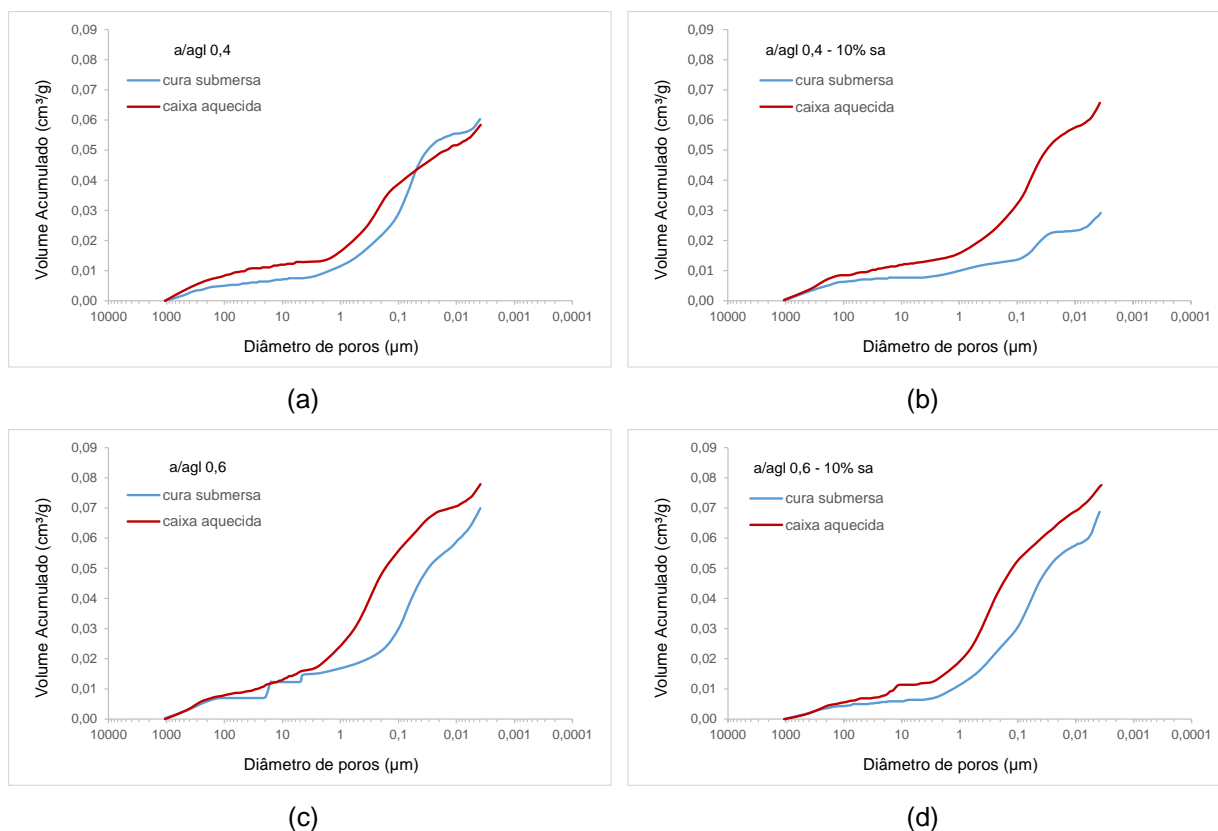 a/agl 0,4
cura submersa
caixa aquecida
Volume Acumulado (cm³/g)
0,09
0,08
0,07
0,06
0,05
0,04
0,03
0,02
0,01
0,00
10000 1000 100 10 1 0,1 0,01 0,001 0,0001
Diâmetro de poros (µm)
(a)
a/agl 0,4 - 10% sa
cura submersa
caixa aquecida
Volume Acumulado (cm³/g)
0,09
0,08
0,07
0,06
0,05
0,04
0,03
0,02
0,01
0,00
10000 1000 100 10 1 0,1 0,01 0,001 0,0001
Diâmetro de poros (µm)
(b)
a/agl 0,6
cura submersa
caixa aquecida
Volume Acumulado (cm³/g)
0,09
0,08
0,07
0,06
0,05
0,04
0,03
0,02
0,01
0,00
10000 1000 100 10 1 0,1 0,01 0,001 0,0001
Diâmetro de poros (µm)
(c)
a/agl 0,6 - 10% sa
cura submersa
caixa aquecida
Volume Acumulado (cm³/g)
0,09
0,08
0,07
0,06
0,05
0,04
0,03
0,02
0,01
0,00
10000 1000 100 10 1 0,1 0,01 0,001 0,0001
Diâmetro de poros (µm)
(d)